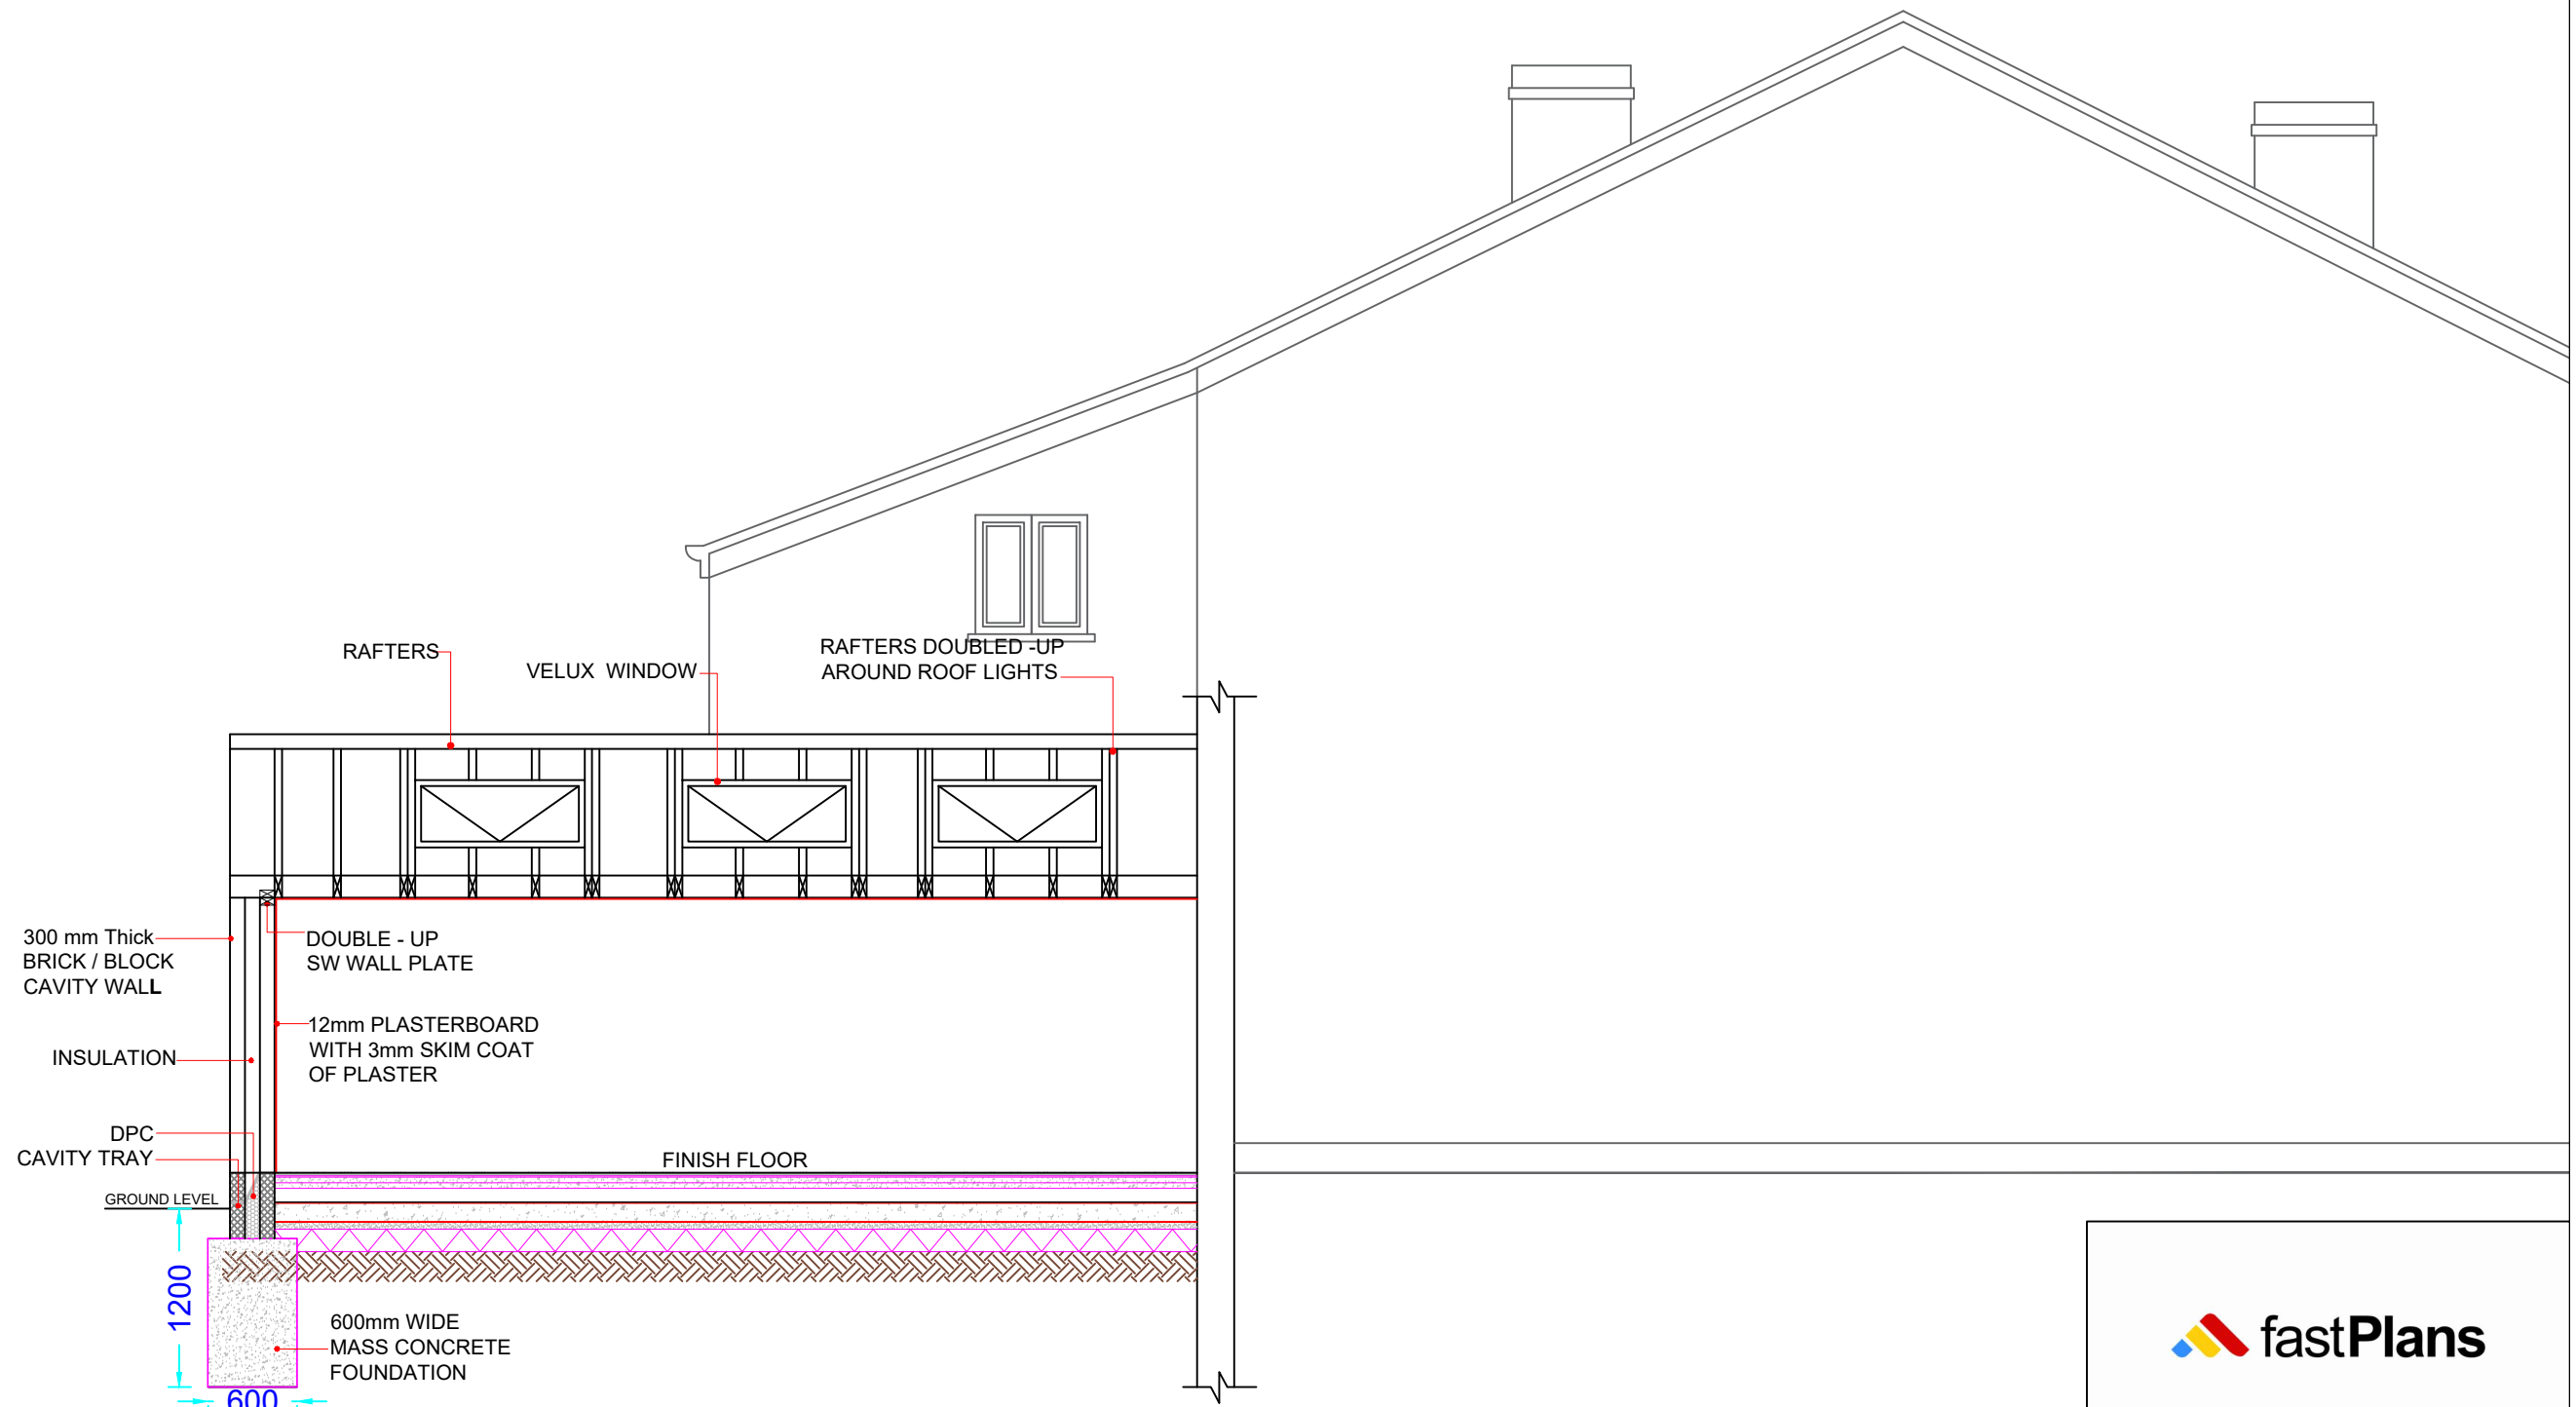 RAFTERS
VELUX WINDOW
RAFTERS DOUBLED -UP
AROUND ROOF LIGHTS
300 mm Thick
BRICK / BLOCK
CAVITY WALL
DOUBLE - UP
SW WALL PLATE
12mm PLASTERBOARD
WITH 3mm SKIM COAT
OF PLASTER
INSULATION
DPC
CAVITY TRAY
FINISH FLOOR
GROUND LEVEL
1200
600mm WIDE
MASS CONCRETE
FOUNDATION
600
fastPlans